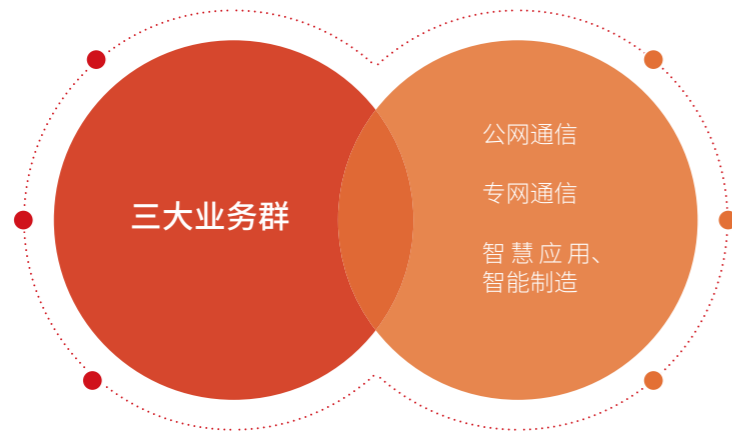 三大业务群
公网通信
专网通信
智慧应用、
智能制造